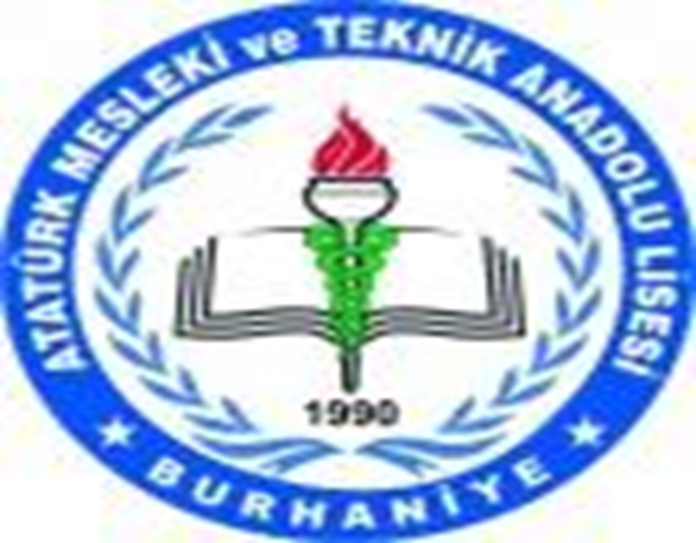 ATATÜRK MESLEKİ ve TEKNİK ANADOLU LİSESİ
1990
BURHANİYE